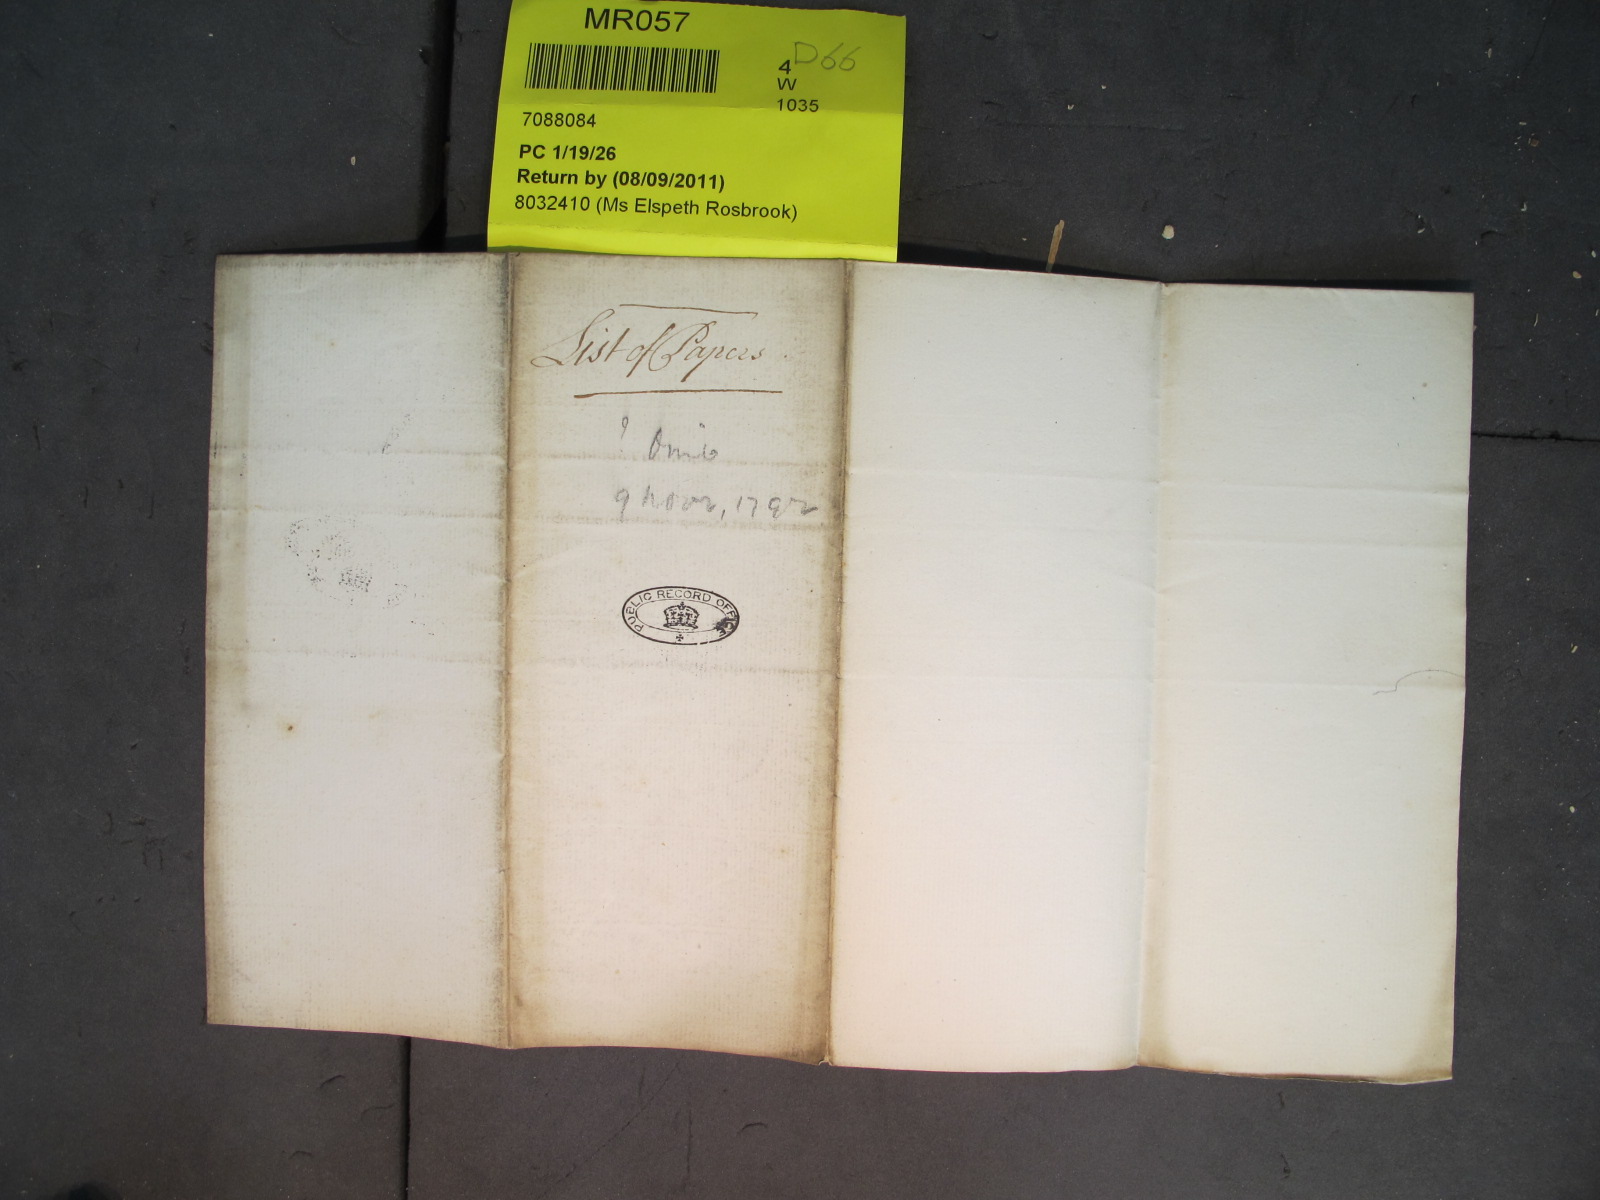 MR057
D66
4
W
1035
7088084
PC 1/19/26
Return by (08/09/2011)
8032410 (Ms Elspeth Rosbrook)
List of Papers
?
9 Novr, 1792
PUBLIC RECORD OFFICE